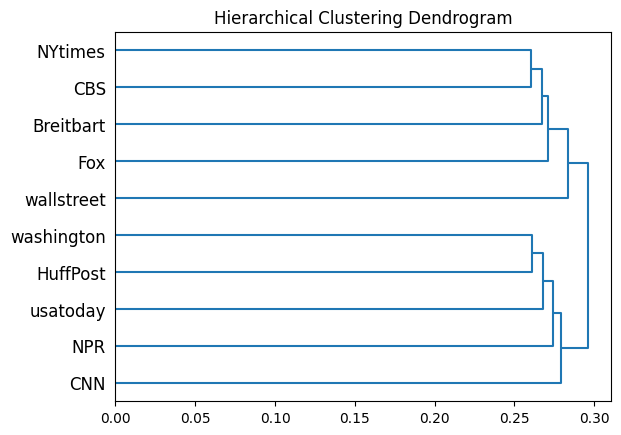 Hierarchical Clustering Dendrogram
NYtimes
CBS
Breitbart
Fox
wallstreet
washington
HuffPost
usatoday
NPR
CNN
0.00 0.05 0.10 0.15 0.20 0.25 0.30